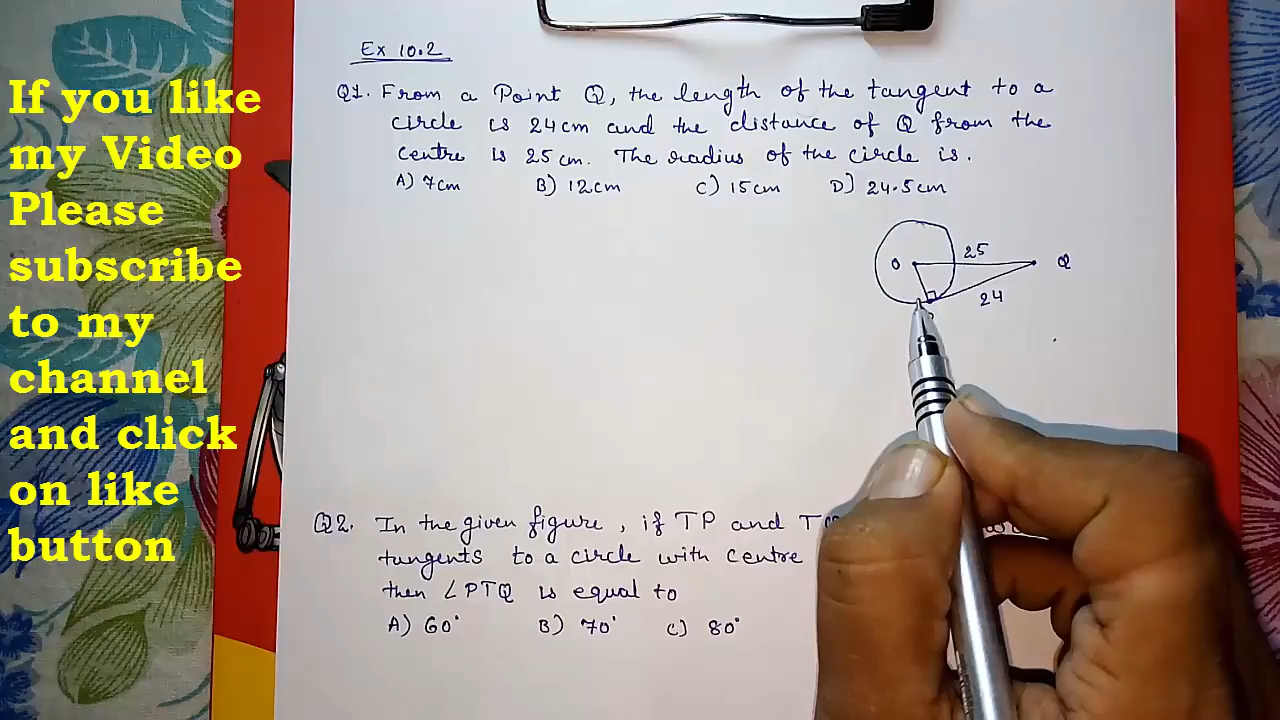 If you like
my Video
Please
subscribe
to my
channel
and click
on like
button
Ex 10.2
Q1. From a Point Q, the length of the tangent to a
circle is 24cm and the distance of Q from the
centre is 25cm. The radius of the circle is.
A) 7cm B) 12cm C) 15cm D) 24.5cm
O 25 Q
24
Q2. In the given figure, if TP and
tangents to a circle with centre
then ∠PTQ is equal to
A) 60° B) 70° C) 80°